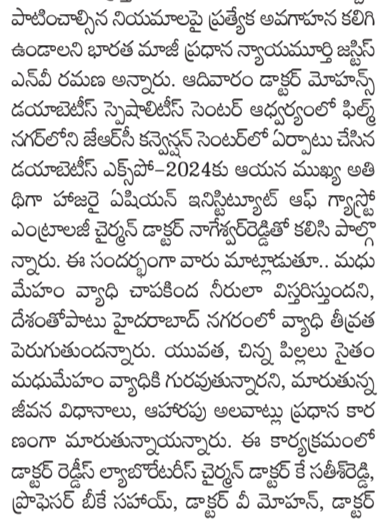 పాటించాల్సిన నియమాలపై ప్రత్యేక అవగాహన కలిగి
ఉండాలని భారత మాజీ ప్రధాన న్యాయమూర్తి జస్టిస్
ఎన్‌వీ రమణ అన్నారు. ఆదివారం డాక్టర్ మోహన్స్
డయాబెటీస్ స్పెషాలిటీస్ సెంటర్ ఆధ్వర్యంలో ఫిల్మ్
నగర్‌లోని జేఆర్‌సీ కన్వెన్షన్ సెంటర్‌లో ఏర్పాటు చేసిన
డయాబెటీస్ ఎక్స్‌పో-2024కు ఆయన ముఖ్య అతి
థిగా హాజరై ఏషియన్ ఇనిస్టిట్యూట్ ఆఫ్ గ్యాస్ట్రో
ఎంట్రాలజీ చైర్మన్ డాక్టర్ నాగేశ్వర్‌రెడ్డితో కలిసి పాల్గొ
న్నారు. ఈ సందర్భంగా వారు మాట్లాడుతూ.. మధు
మేహం వ్యాధి చాపకింద నీరులా విస్తరిస్తుందని,
దేశంతోపాటు హైదరాబాద్ నగరంలో వ్యాధి తీవ్రత
పెరుగుతుందన్నారు. యువత, చిన్న పిల్లలు సైతం
మధుమేహం వ్యాధికి గురవుతున్నారని, మారుతున్న
జీవన విధానాలు, ఆహారపు అలవాట్లు ప్రధాన కార
ణంగా మారుతున్నాయన్నారు. ఈ కార్యక్రమంలో
డాక్టర్ రెడ్డీస్ ల్యాబొరేటరీస్ చైర్మన్ డాక్టర్ కే సతీశ్‌రెడ్డి,
ప్రొఫెసర్ బీకే సహాయ్, డాక్టర్ వీ మోహన్, డాక్టర్